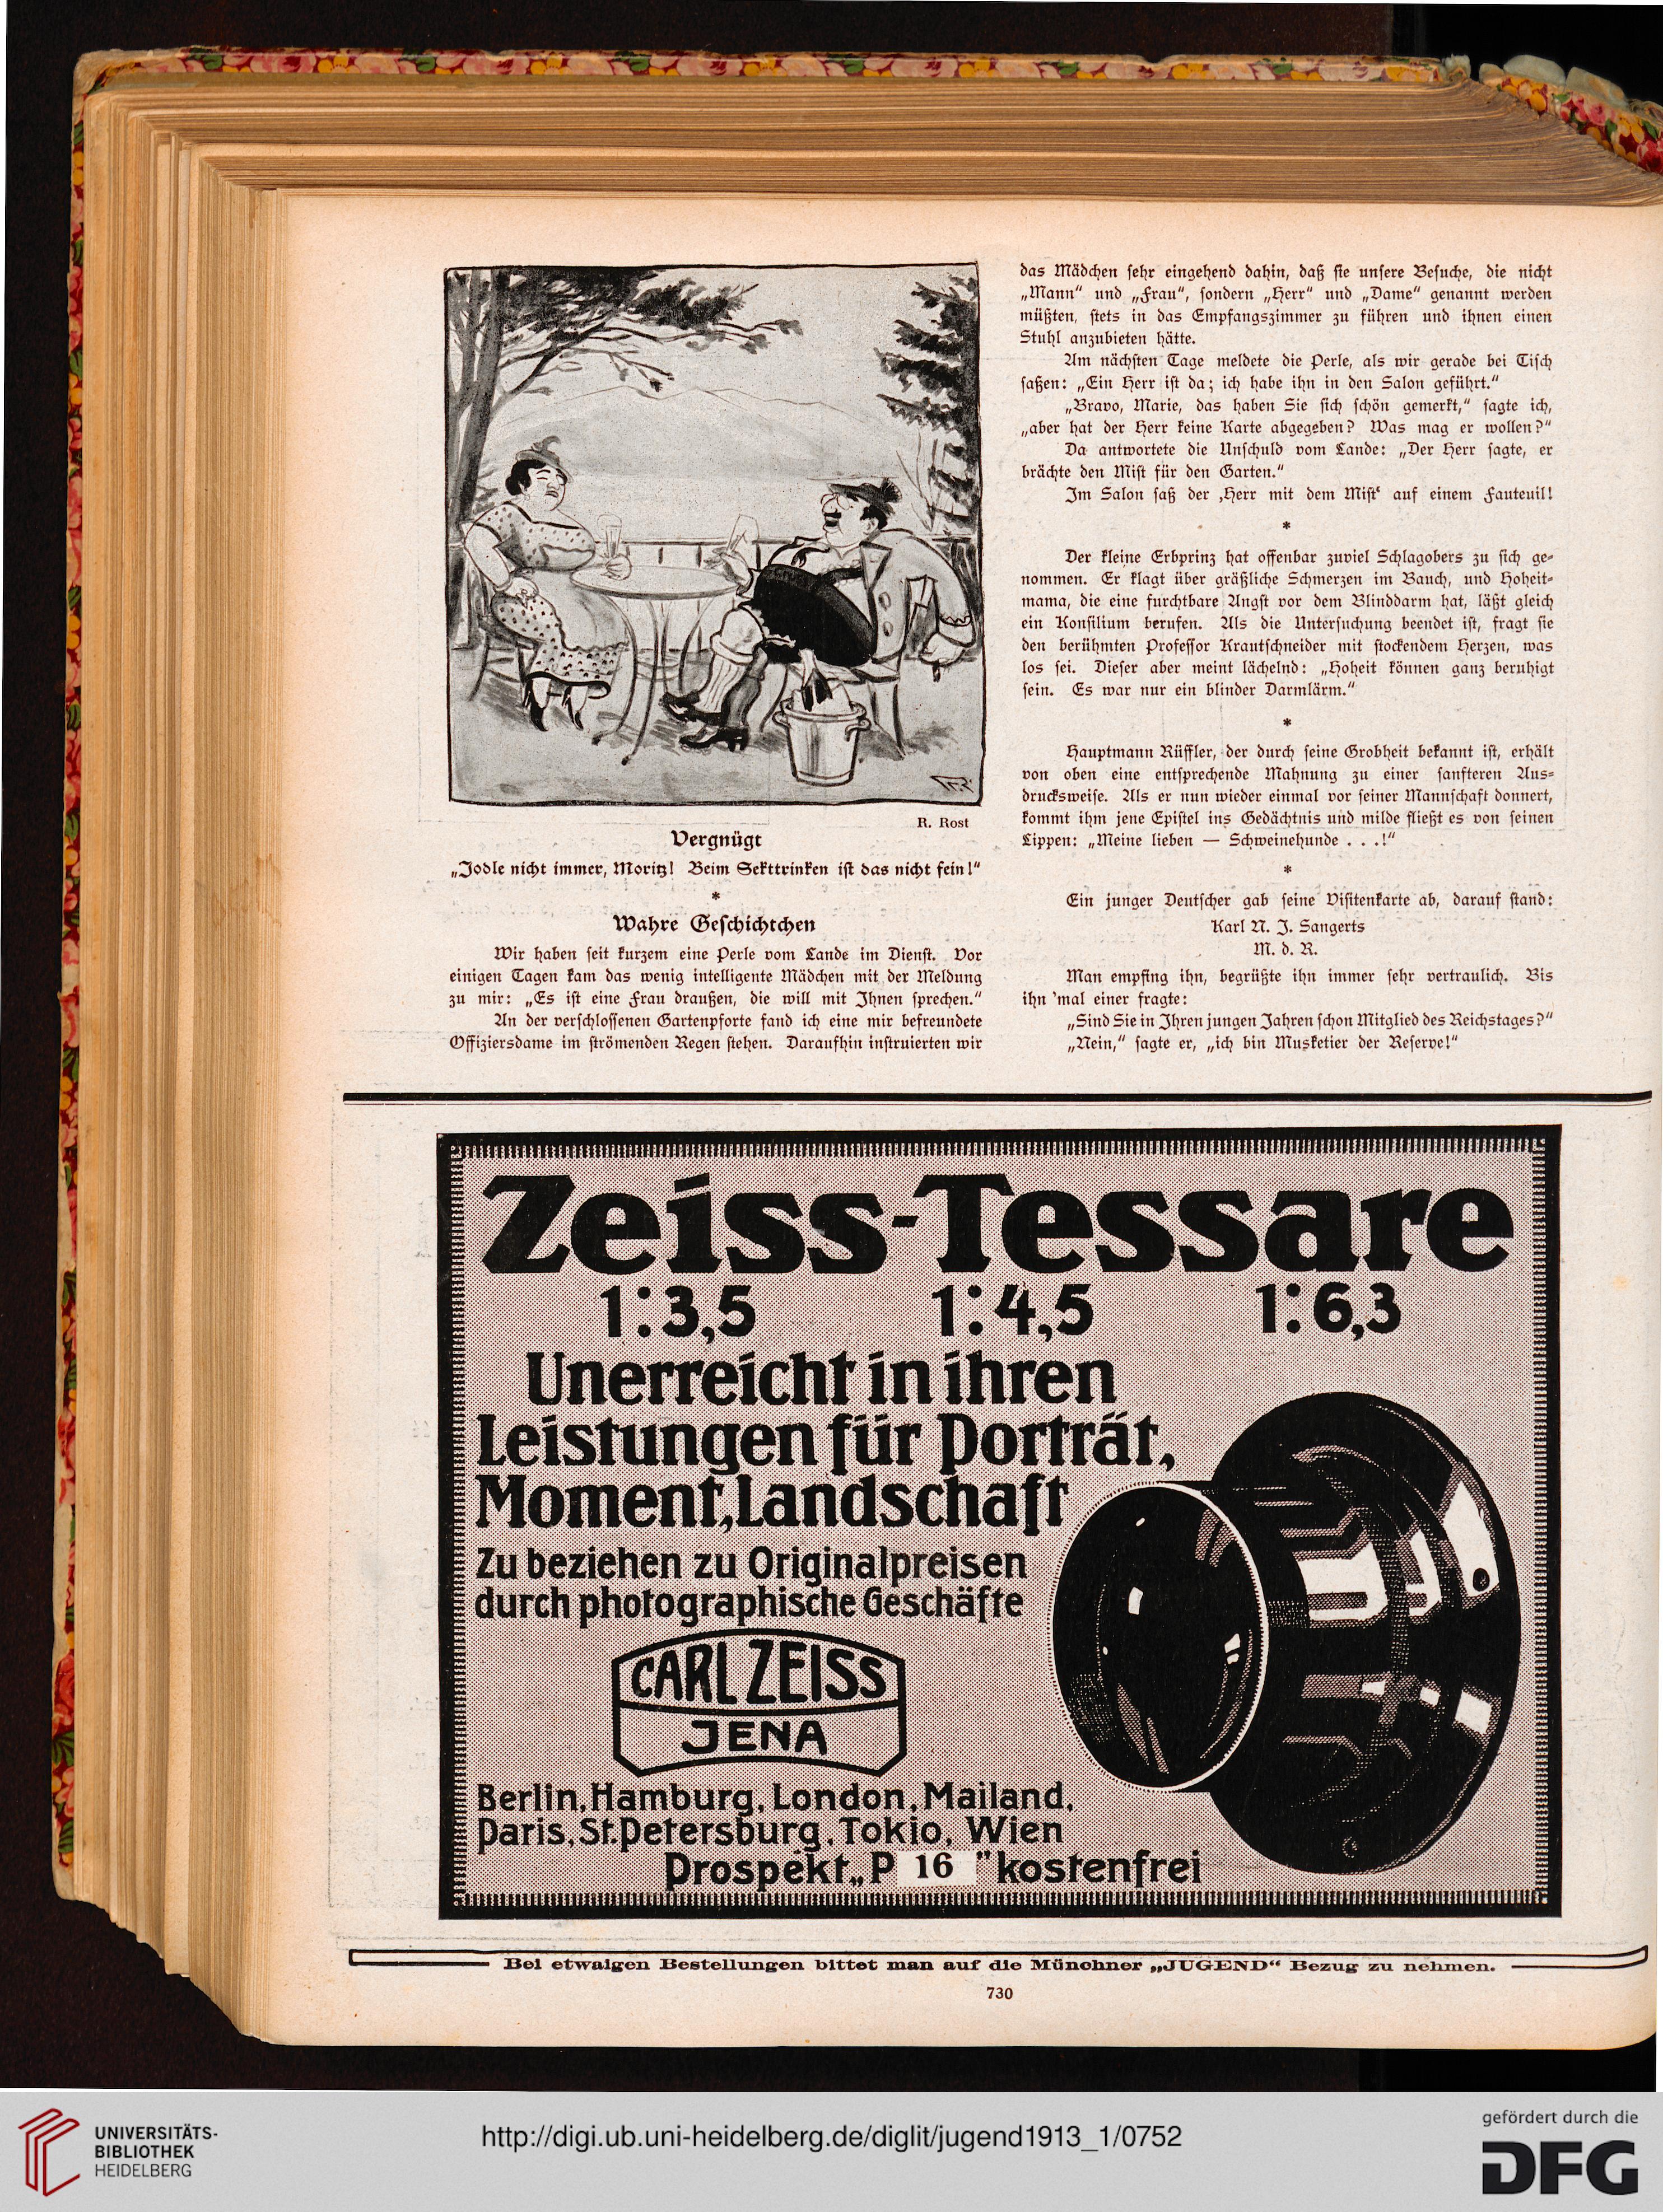 R. Rost
Vergnügt
„Jodle nicht immer, Moritz! Beim Sekttrinken ist das nicht fein!“
*
Wahre Geschichtchen
Wir haben seit kurzem eine Perle vom Lande im Dienst. Vor
einigen Tagen kam das wenig intelligente Mädchen mit der Meldung
zu mir: „Es ist eine Frau draußen, die will mit Ihnen sprechen.“
An der verschlossenen Gartenpforte fand ich eine mir befreundete
Offiziersdame im strömenden Regen stehen. Daraufhin instruierten wir
das Mädchen sehr eingehend dahin, daß sie unsere Besuche, die nicht
„Mann“ und „Frau“, sondern „Herr“ und „Dame“ genannt werden
müßten, stets in das Empfangszimmer zu führen und ihnen einen
Stuhl anzubieten hätte.
Am nächsten Tage meldete die Perle, als wir gerade bei Tisch
saßen: „Ein Herr ist da; ich habe ihn in den Salon geführt.“
„Bravo, Marie, das haben Sie sich schön gemerkt,“ sagte ich,
„aber hat der Herr keine Karte abgegeben? Was mag er wollen?“
Da antwortete die Unschuld vom Lande: „Der Herr sagte, er
brächte den Mist für den Garten.“
Im Salon saß der ‚Herr mit dem Mist‘ auf einem Fauteuil!
*
Der kleine Erbprinz hat offenbar zuviel Schlagobers zu sich ge-
nommen. Er klagt über gräßliche Schmerzen im Bauch, und Hoheit-
mama, die eine furchtbare Angst vor dem Blinddarm hat, läßt gleich
ein Konsilium berufen. Als die Untersuchung beendet ist, fragt sie
den berühmten Professor Krautschneider mit stockendem Herzen, was
los sei. Dieser aber meint lächelnd: „Hoheit können ganz beruhigt
sein. Es war nur ein blinder Darmlärm.“
*
Hauptmann Rüffler, der durch seine Grobheit bekannt ist, erhält
von oben eine entsprechende Mahnung zu einer sanfteren Aus-
drucksweise. Als er nun wieder einmal vor seiner Mannschaft donnert,
kommt ihm jene Epistel ins Gedächtnis und milde fließt es von seinen
Lippen: „Meine lieben — Schweinehunde . . .!“
*
Ein junger Deutscher gab seine Visitenkarte ab, darauf stand:
Karl N. J. Sangerts
M. d. R.
Man empfing ihn, begrüßte ihn immer sehr vertraulich. Bis
ihn 'mal einer fragte:
„Sind Sie in Ihren jungen Jahren schon Mitglied des Reichstages?“
„Nein,“ sagte er, „ich bin Musketier der Reserve!“
Zeiss-Tessare
1:3,5 1:4,5 1:6,3
Unerreicht in ihren
Leistungen für Porträt,
Moment, Landschaft
Zu beziehen zu Originalpreisen
durch photographische Geschäfte
CARL ZEISS
JENA
Berlin, Hamburg, London, Mailand,
Paris, St. Petersburg, Tokio, Wien
Prospekt „P 16 " kostenfrei
Bei etwaigen Bestellungen bittet man auf die Münchner „JUGEND“ Bezug zu nehmen.
730
UNIVERSITÄTS-
BIBLIOTHEK
HEIDELBERG
http://digi.ub.uni-heidelberg.de/diglit/jugend1913_1/0752
gefördert durch die
DFG